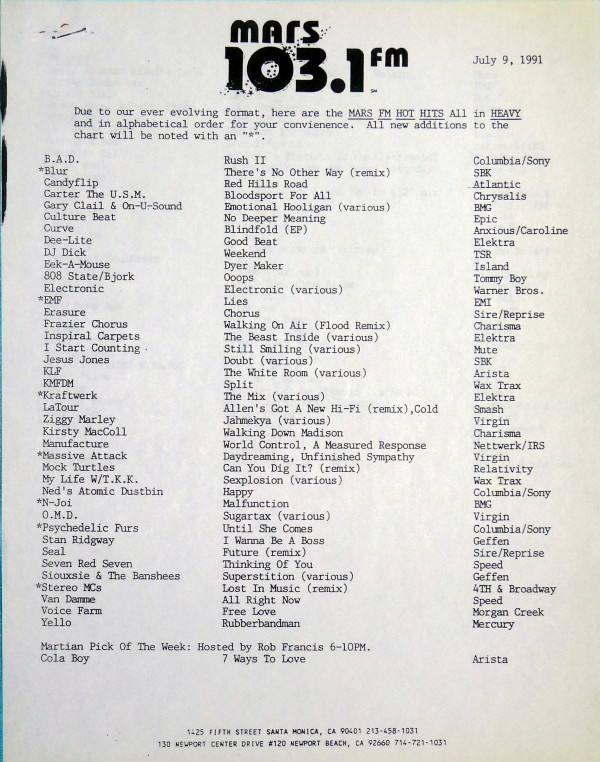 mars
103.1 FM
July 9, 1991
Due to our ever evolving format, here are the MARS FM HOT HITS All in HEAVY
and in alphabetical order for your convienence. All new additions to the
chart will be noted with an "*".
B.A.D. Rush II Columbia/Sony
*Blur There's No Other Way (remix) SBK
Candyflip Red Hills Road Atlantic
Carter The U.S.M. Bloodsport For All Chrysalis
Gary Clail & On-U-Sound Emotional Hooligan (various) BMG
Culture Beat No Deeper Meaning Epic
Curve Blindfold (EP) Anxious/Caroline
Dee-Lite Good Beat Elektra
DJ Dick Weekend TSR
Eek-A-Mouse Dyer Maker Island
808 State/Bjork Ooops Tommy Boy
Electronic Electronic (various) Warner Bros.
*EMF Lies EMI
Erasure Chorus Sire/Reprise
Frazier Chorus Walking On Air (Flood Remix) Charisma
Inspiral Carpets The Beast Inside (various) Elektra
I Start Counting Still Smiling (various) Mute
Jesus Jones Doubt (various) SBK
KLF The White Room (various) Arista
KMFDM Split Wax Trax
*Kraftwerk The Mix (various) Elektra
LaTour Allen's Got A New Hi-Fi (remix),Cold Smash
Ziggy Marley Jahmekya (various) Virgin
Kirsty MacColl Walking Down Madison Charisma
Manufacture World Control, A Measured Response Nettwerk/IRS
*Massive Attack Daydreaming, Unfinished Sympathy Virgin
Mock Turtles Can You Dig It? (remix) Relativity
My Life W/T.K.K. Sexplosion (various) Wax Trax
Ned's Atomic Dustbin Happy Columbia/Sony
*N-Joi Malfunction BMG
O.M.D. Sugartax (various) Virgin
*Psychedelic Furs Until She Comes Columbia/Sony
Stan Ridgway I Wanna Be A Boss Geffen
Seal Future (remix) Sire/Reprise
Seven Red Seven Thinking Of You Speed
Siouxsie & The Banshees Superstition (various) Geffen
*Stereo MCs Lost In Music (remix) 4TH & Broadway
Van Damme All Right Now Speed
Voice Farm Free Love Morgan Creek
Yello Rubberbandman Mercury
Martian Pick Of The Week: Hosted by Rob Francis 6-10PM.
Cola Boy 7 Ways To Love Arista
1425 FIFTH STREET SANTA MONICA, CA 90401 213-458-1031
130 NEWPORT CENTER DRIVE #120 NEWPORT BEACH, CA 92660 714-721-1031